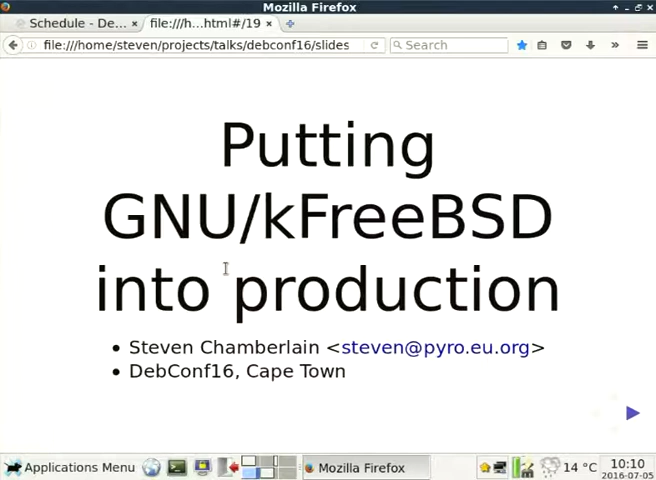 Mozilla Firefox
Schedule - De...
file:///h...html#/19
file:///home/steven/projects/talks/debconf16/slides
Search
Putting
GNU/kFreeBSD
into production
Steven Chamberlain <steven@pyro.eu.org>
DebConf16, Cape Town
Applications Menu
Mozilla Firefox
14 °C
10:10
2016-07-05